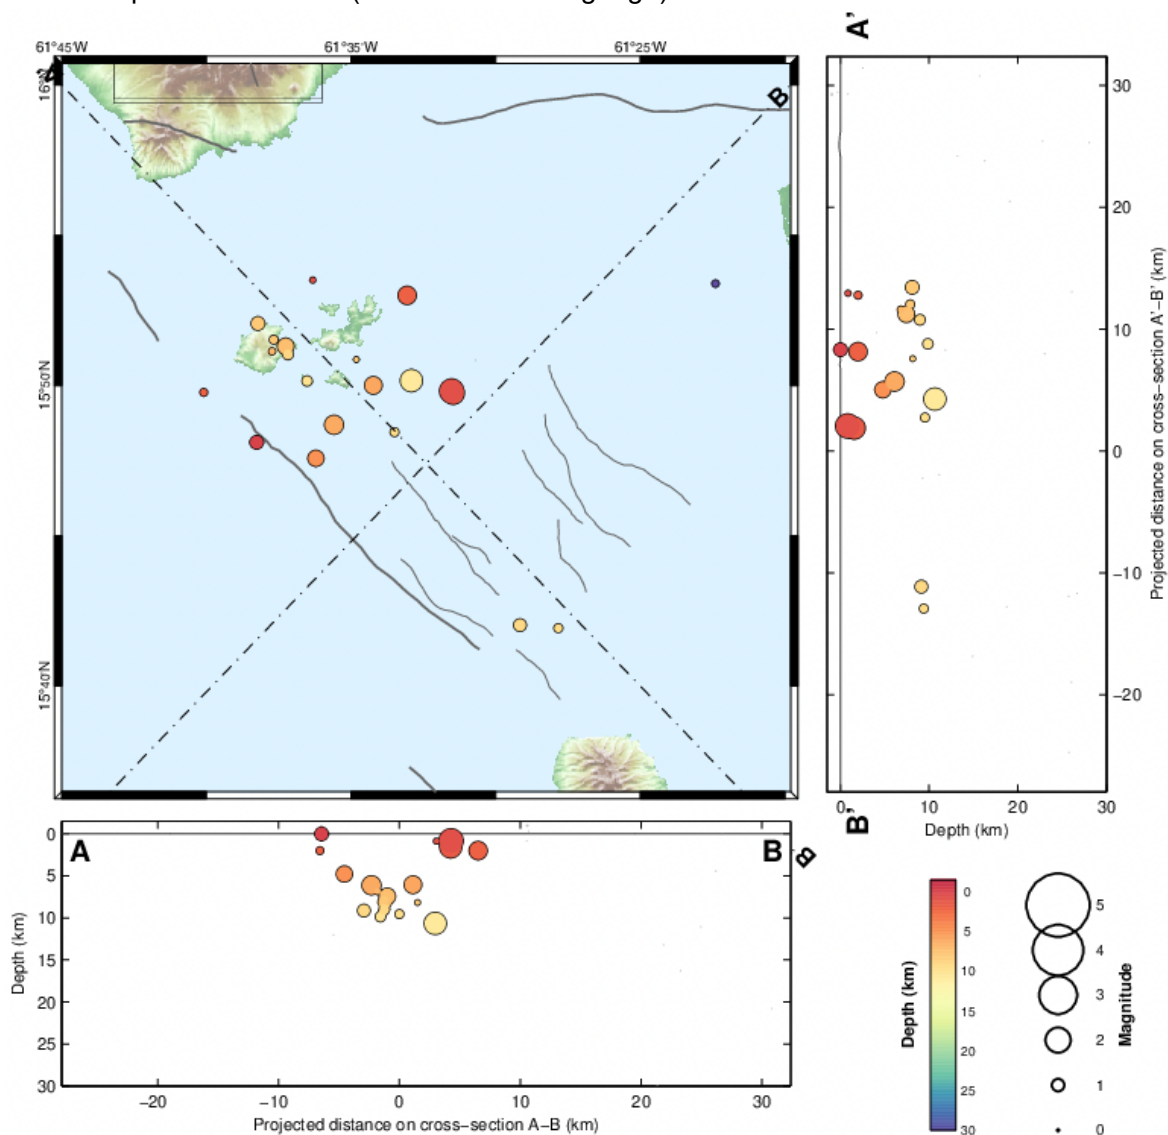 61°45'W 61°35'W 61°25'W
A'
B
15°50'N
15°40'N
30
20
10
0
−10
−20
Projected distance on cross−section A'−B' (km)
0 10 20 30
Depth (km)
B'
A B
B
0
5
10
15
20
25
30
Depth (km)
−20 −10 0 10 20 30
Projected distance on cross−section A−B (km)
0
5
10
15
20
25
30
Depth (km)
5
4
3
2
1
0
Magnitude